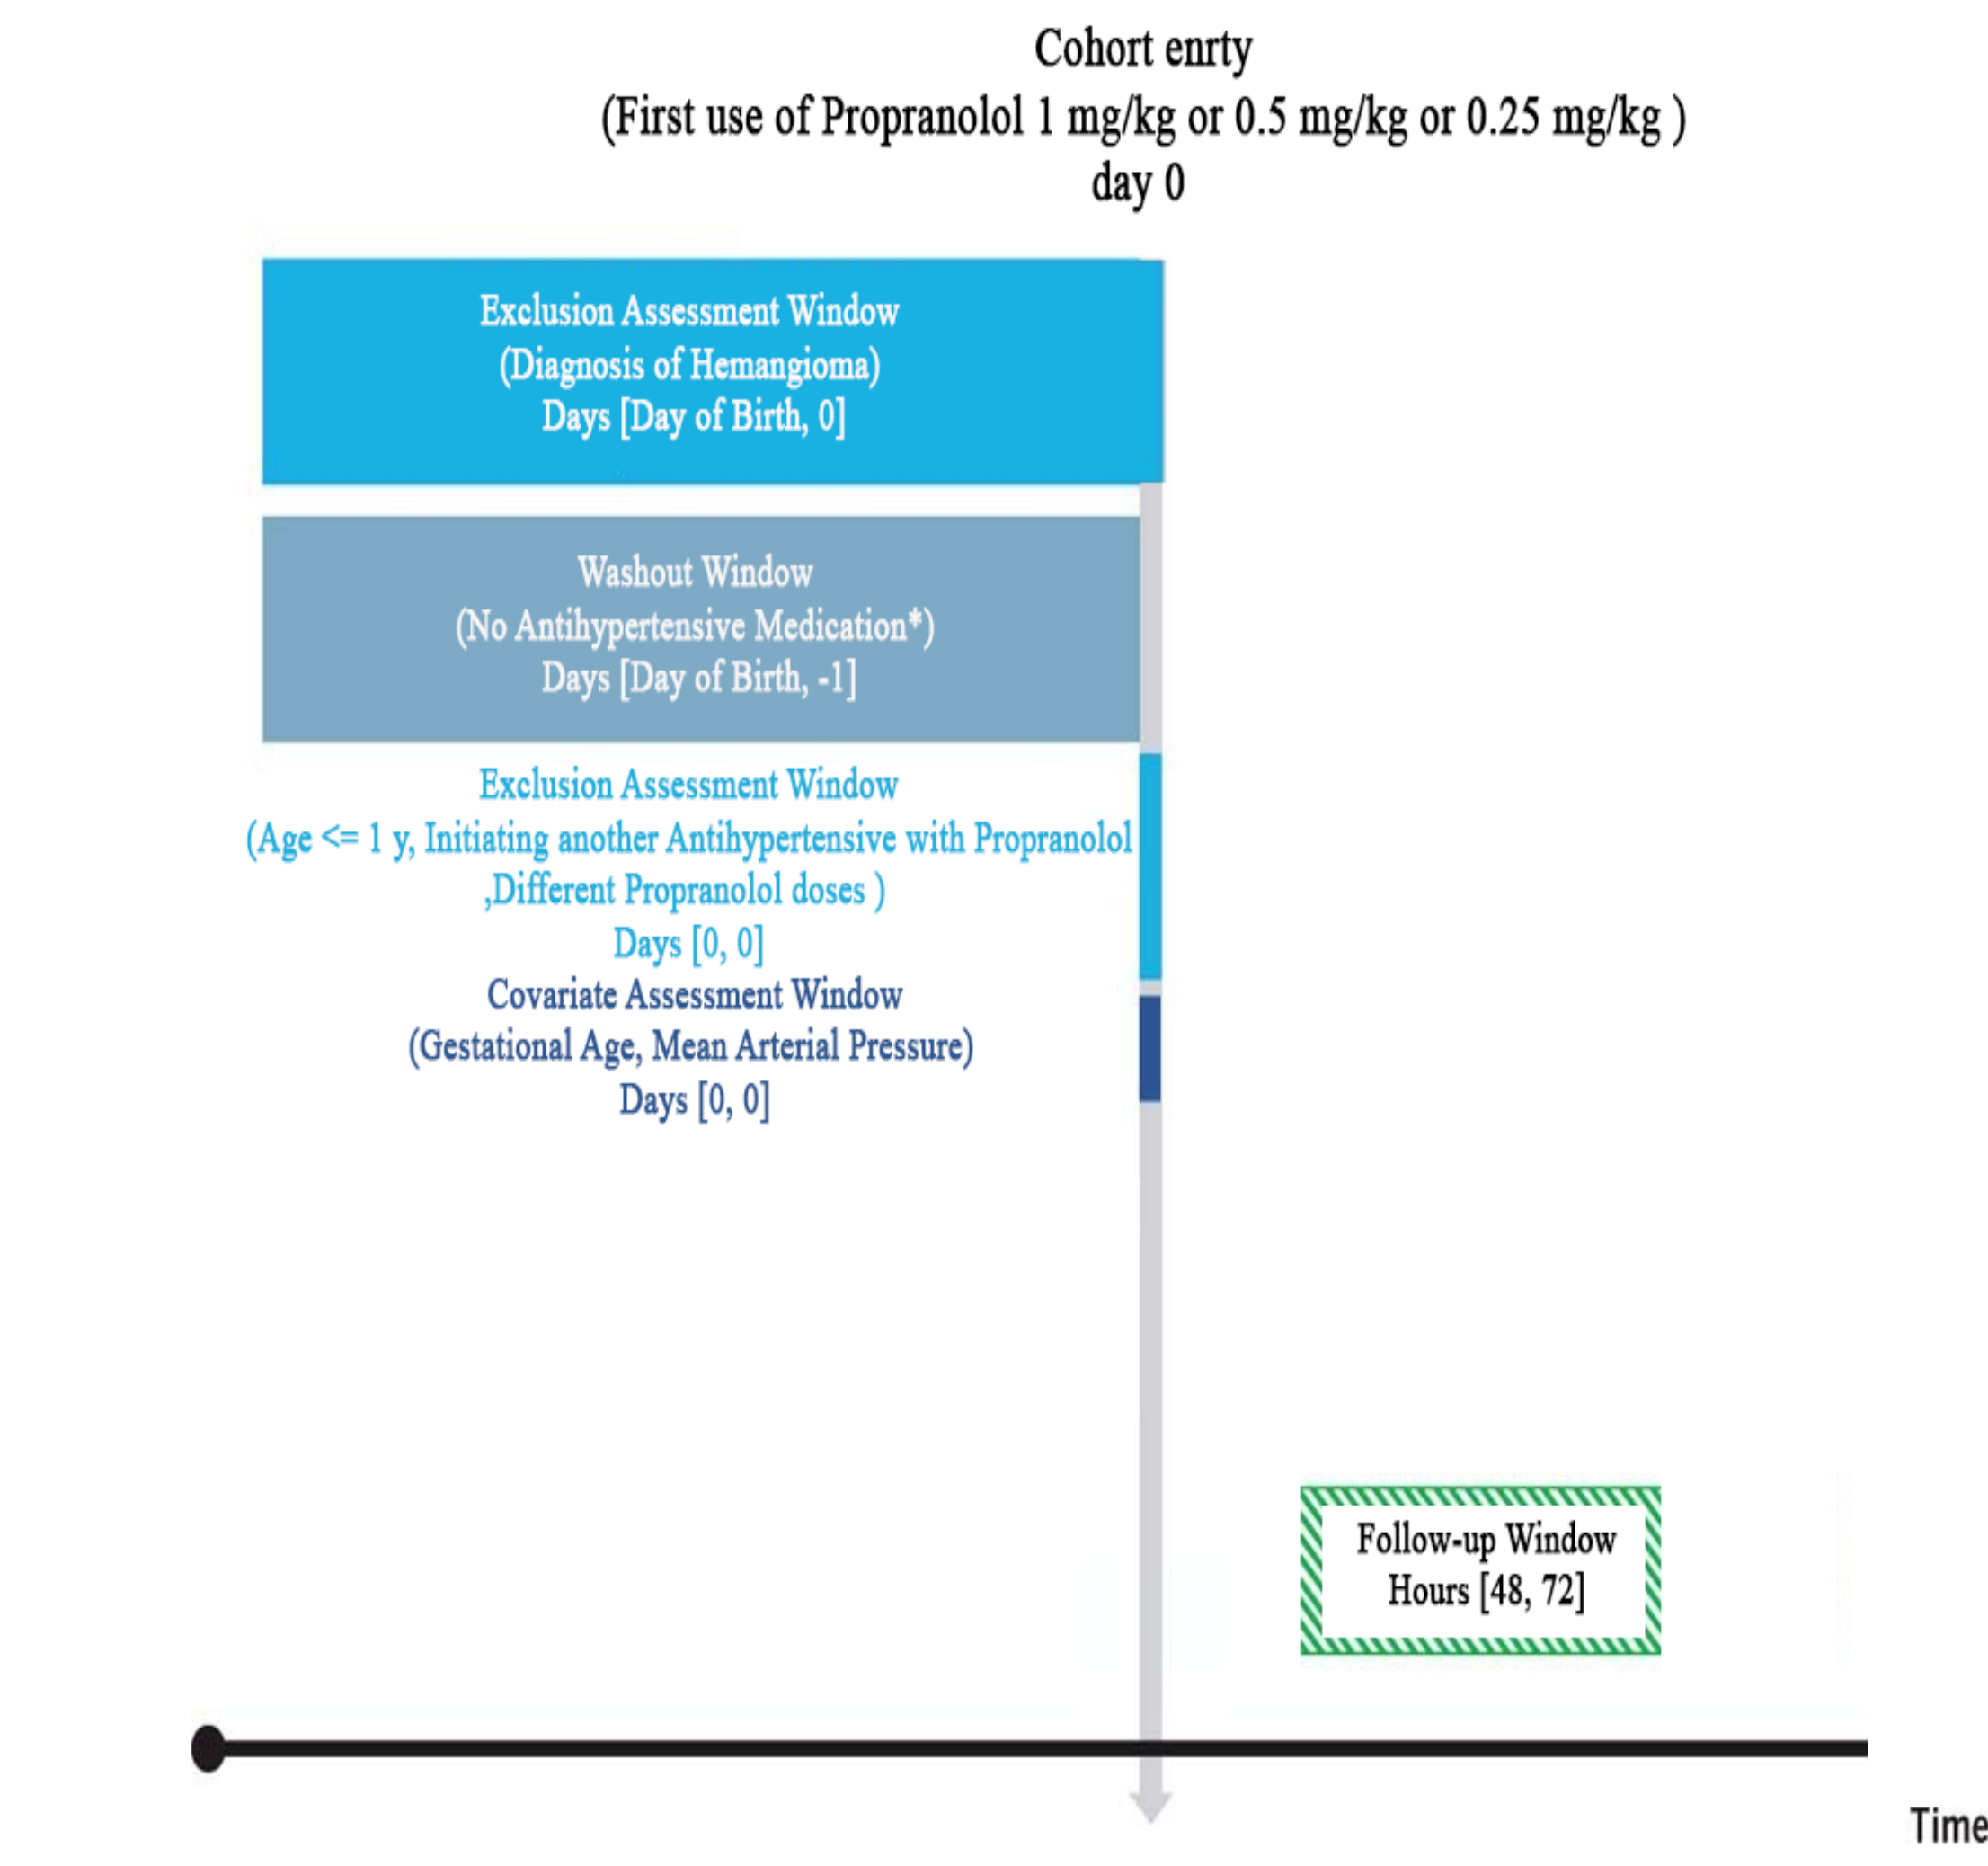 Cohort enrty
(First use of Propranolol 1 mg/kg or 0.5 mg/kg or 0.25 mg/kg )
day 0
Exclusion Assessment Window
(Diagnosis of Hemangioma)
Days [Day of Birth, 0]
Washout Window
(No Antihypertensive Medication*)
Days [Day of Birth, -1]
Exclusion Assessment Window
(Age <= 1 y, Initiating another Antihypertensive with Propranolol
,Different Propranolol doses )
Days [0, 0]
Covariate Assessment Window
(Gestational Age, Mean Arterial Pressure)
Days [0, 0]
Follow-up Window
Hours [48, 72]
Time